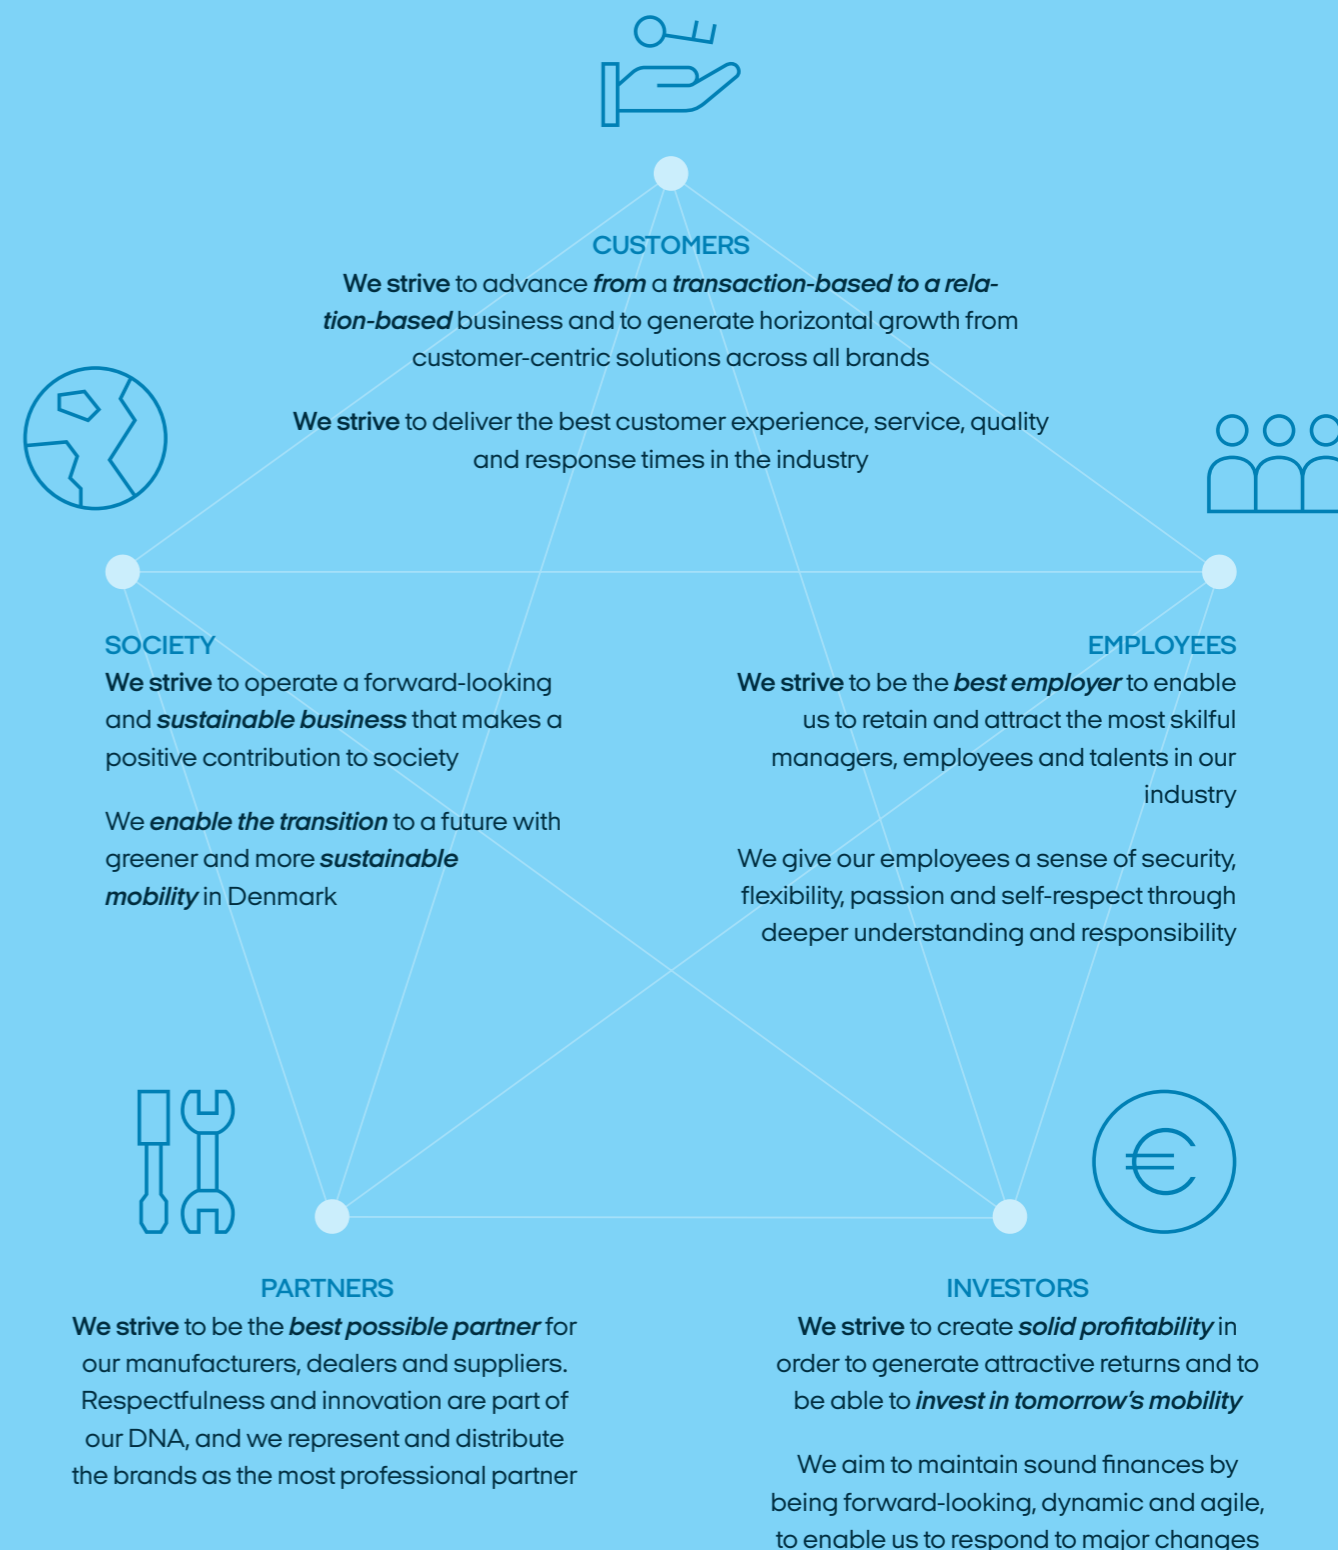 CUSTOMERS
We strive to advance from a transaction-based to a rela-
tion-based business and to generate horizontal growth from
customer-centric solutions across all brands
We strive to deliver the best customer experience, service, quality
and response times in the industry
SOCIETY
We strive to operate a forward-looking
and sustainable business that makes a
positive contribution to society
We enable the transition to a future with
greener and more sustainable
mobility in Denmark
EMPLOYEES
We strive to be the best employer to enable
us to retain and attract the most skilful
managers, employees and talents in our
industry
We give our employees a sense of security,
flexibility, passion and self-respect through
deeper understanding and responsibility
PARTNERS
We strive to be the best possible partner for
our manufacturers, dealers and suppliers.
Respectfulness and innovation are part of
our DNA, and we represent and distribute
the brands as the most professional partner
€
INVESTORS
We strive to create solid profitability in
order to generate attractive returns and to
be able to invest in tomorrow's mobility
We aim to maintain sound finances by
being forward-looking, dynamic and agile,
to enable us to respond to major changes